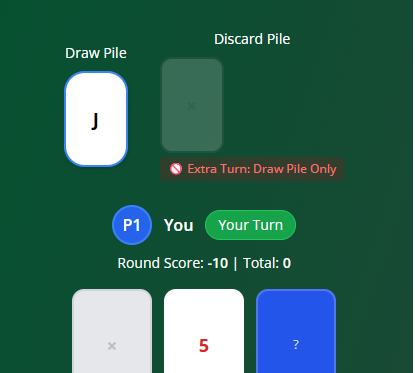 Discard Pile
Draw Pile
J
×
🚫 Extra Turn: Draw Pile Only
P1 You Your Turn
Round Score: -10 | Total: 0
× 5 ?